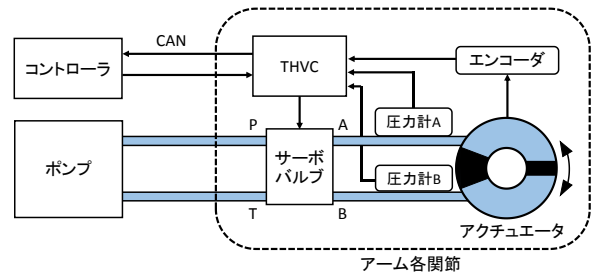 CAN
コントローラ
THVC
エンコーダ
圧力計A
P
A
ポンプ
サーボ
バルブ
圧力計B
T
B
アクチュエータ
アーム各関節